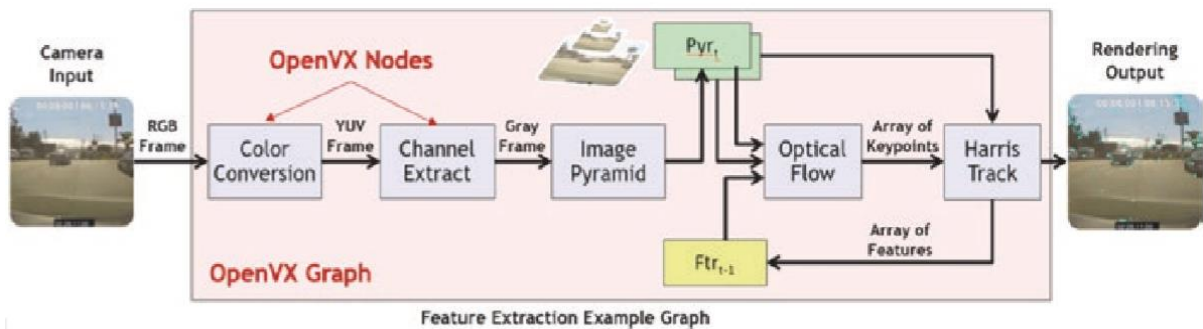 Camera
Input
OpenVX Nodes
RGB
Frame
Color
Conversion
YUV
Frame
Channel
Extract
Gray
Frame
Image
Pyramid
Pyr t
Optical
Flow
Array of
Keypoints
Harris
Track
Rendering
Output
Array of
Features
Ftr t-1
OpenVX Graph
Feature Extraction Example Graph